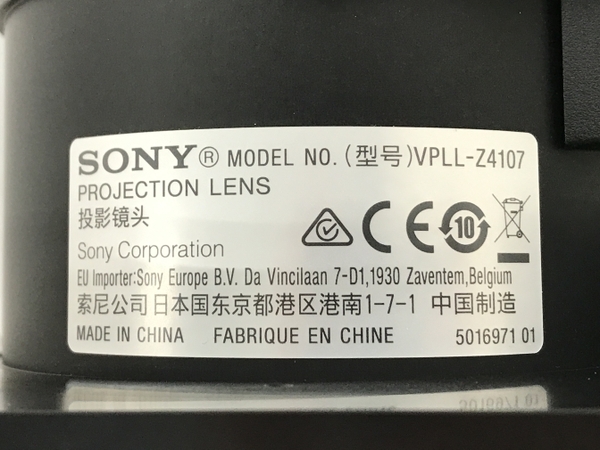 SONY® MODEL NO. (型号)VPLL-Z4107
PROJECTION LENS
投影镜头
CE 10
Sony Corporation
EU Importer:Sony Europe B.V. Da Vincilaan 7-D1,1930 Zaventem,Belgium
索尼公司日本国东京都港区港南1-7-1 中国制造
MADE IN CHINA FABRIQUE EN CHINE 5016971 01